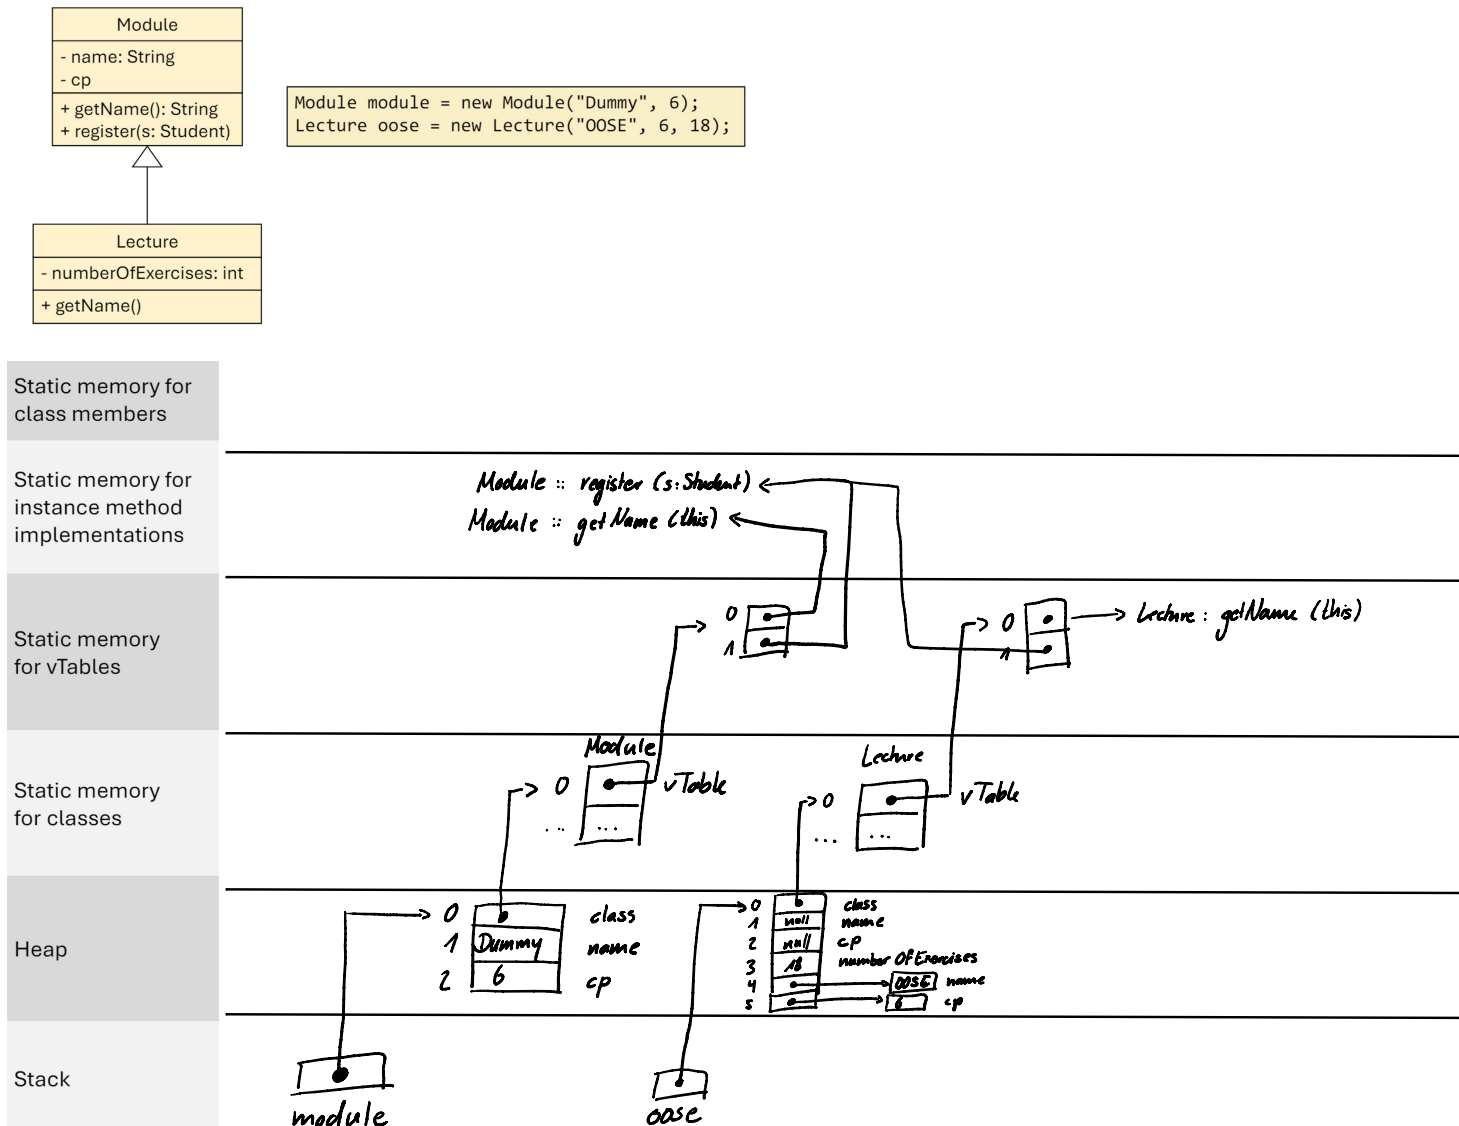 Module
- name: String
- cp
+ getName(): String
+ register(s: Student)
Module module = new Module("Dummy", 6);
Lecture oose = new Lecture("OOSE", 6, 18);
Lecture
- numberOfExercises: int
+ getName()
Static memory for
class members
Static memory for
instance method
implementations
Module :: register (s: Student)
Module :: getName (this)
Static memory
for vTables
0
1
0
1
Lecture : getName (this)
Static memory
for classes
Module
0
vTable
... ...
Lecture
0
vTable
... ...
Heap
0 class
1 Dummy name
2 6 cp
0 class
1 null name
2 null cp
3 18 number Of Exercises
4 OOSE name
5 6 cp
Stack
module
oose